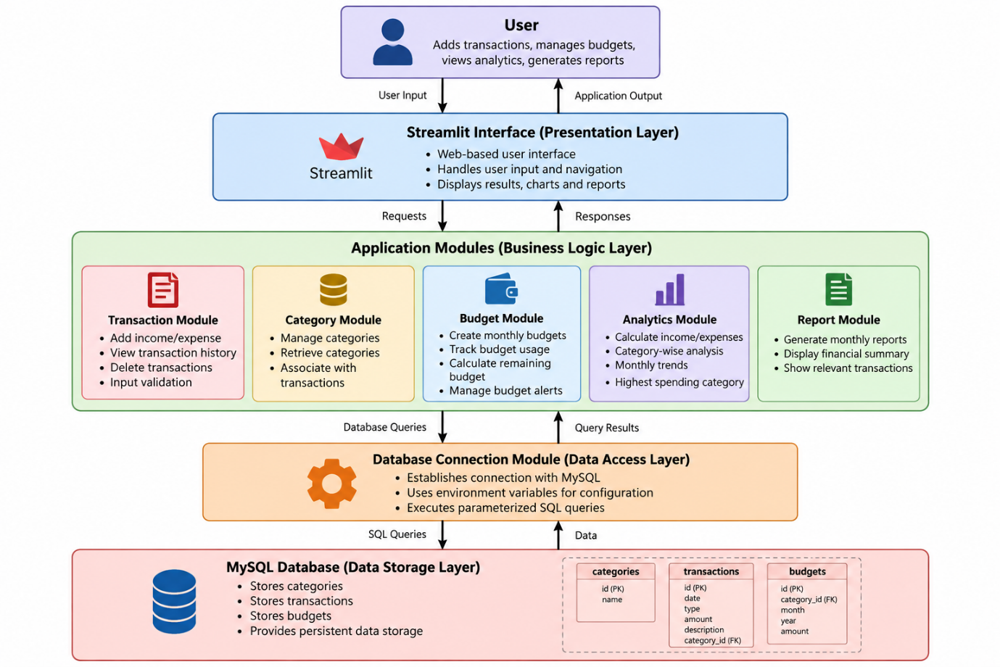 User
Adds transactions, manages budgets,
views analytics, generates reports
User Input
Application Output
Streamlit Interface (Presentation Layer)
Streamlit
• Web-based user interface
• Handles user input and navigation
• Displays results, charts and reports
Requests
Responses
Application Modules (Business Logic Layer)
Transaction Module
• Add income/expense
• View transaction history
• Delete transactions
• Input validation
Category Module
• Manage categories
• Retrieve categories
• Associate with
transactions
Budget Module
• Create monthly budgets
• Track budget usage
• Calculate remaining
budget
• Manage budget alerts
Analytics Module
• Calculate income/expenses
• Category-wise analysis
• Monthly trends
• Highest spending category
Report Module
• Generate monthly reports
• Display financial summary
• Show relevant transactions
Database Queries
Query Results
Database Connection Module (Data Access Layer)
• Establishes connection with MySQL
• Uses environment variables for configuration
• Executes parameterized SQL queries
SQL Queries
Data
MySQL Database (Data Storage Layer)
• Stores categories
• Stores transactions
• Stores budgets
• Provides persistent data storage
categories
id (PK)
name
transactions
id (PK)
date
type
amount
description
category_id (FK)
budgets
id (PK)
category_id (FK)
month
year
amount